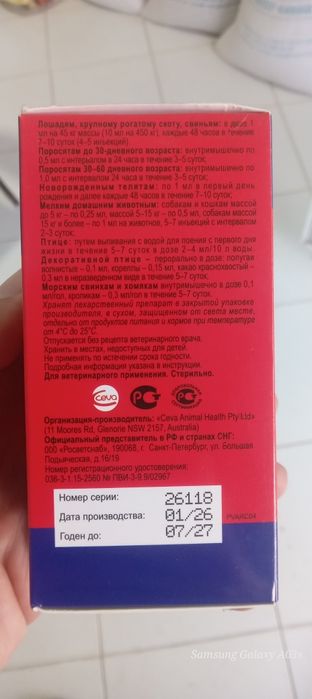 Лошадям, крупному рогатому скоту, свиньям: в дозе 1
мл на 45 кг массы (10 мл на 450 кг), каждые 48 часов в течение
7–10 суток (4–5 инъекций).
Поросятам до 30-дневного возраста: внутримышечно по
0,5 мл с интервалом в 24 часа в течение 3–5 суток;
Поросятам 30–60 дневного возраста: внутримышечно по
1,0 мл с интервалом в 24 часа в течение 3–5 суток;
Новорожденным телятам: по 1 мл в первый день
рождения и далее каждые 48 часов в течение 7–10 суток;
Мелким домашним животным: собакам и кошкам массой
до 5 кг – по 0,25 мл, массой 5–15 кг – по 0,5 мл, собакам массой
15 кг и более – по 1 мл на животное, 5–7 инъекций с интервалом
2–3 суток;
Птице: путем выпаивания с водой для поения с первого дня
жизни в течение 5–7 суток в дозе 2–4 мл/10 л воды;
Декоративной птице - перорально в дозе: попугаи
волнистые – 0,1 мл, кореллы – 0,15 мл, какаю краснохвостый –
0,3 мл в неразведенном виде в течение 5–7 суток.
Морским свинкам и хомякам внутримышечно в дозе 0,1
мл/гол, кроликам – 0,3 мл/гол в течение 5–7 суток.
Хранят лекарственный препарат в закрытой упаковке
производителя, в сухом, защищенном от света месте,
отдельно от продуктов питания и кормов при температуре
от 4°С до 25°С.
Отпускается без рецепта ветеринарного врача.
Хранить в местах, недоступных для детей.
Не применять по истечении срока годности.
Подробная информация указана в инструкции.
Для ветеринарного применения. Стерильно.
Ceva
Организация-производитель: «Ceva Animal Health Pty Ltd»
(11 Moores Rd, Glenorie NSW 2157, Australia)
Официальный представитель в РФ и странах СНГ:
ООО «Росветснаб», 190068, г. Санкт-Петербург, ул. Большая
Подьяческая, д.16/19
Номер регистрационного удостоверения:
036-3-1.15-2560 № ПВИ-3-9.9/02967
Номер серии: 26118
Дата производства: 01/26
Годен до: 07/27
PVARC04
Samsung Galaxy A03s